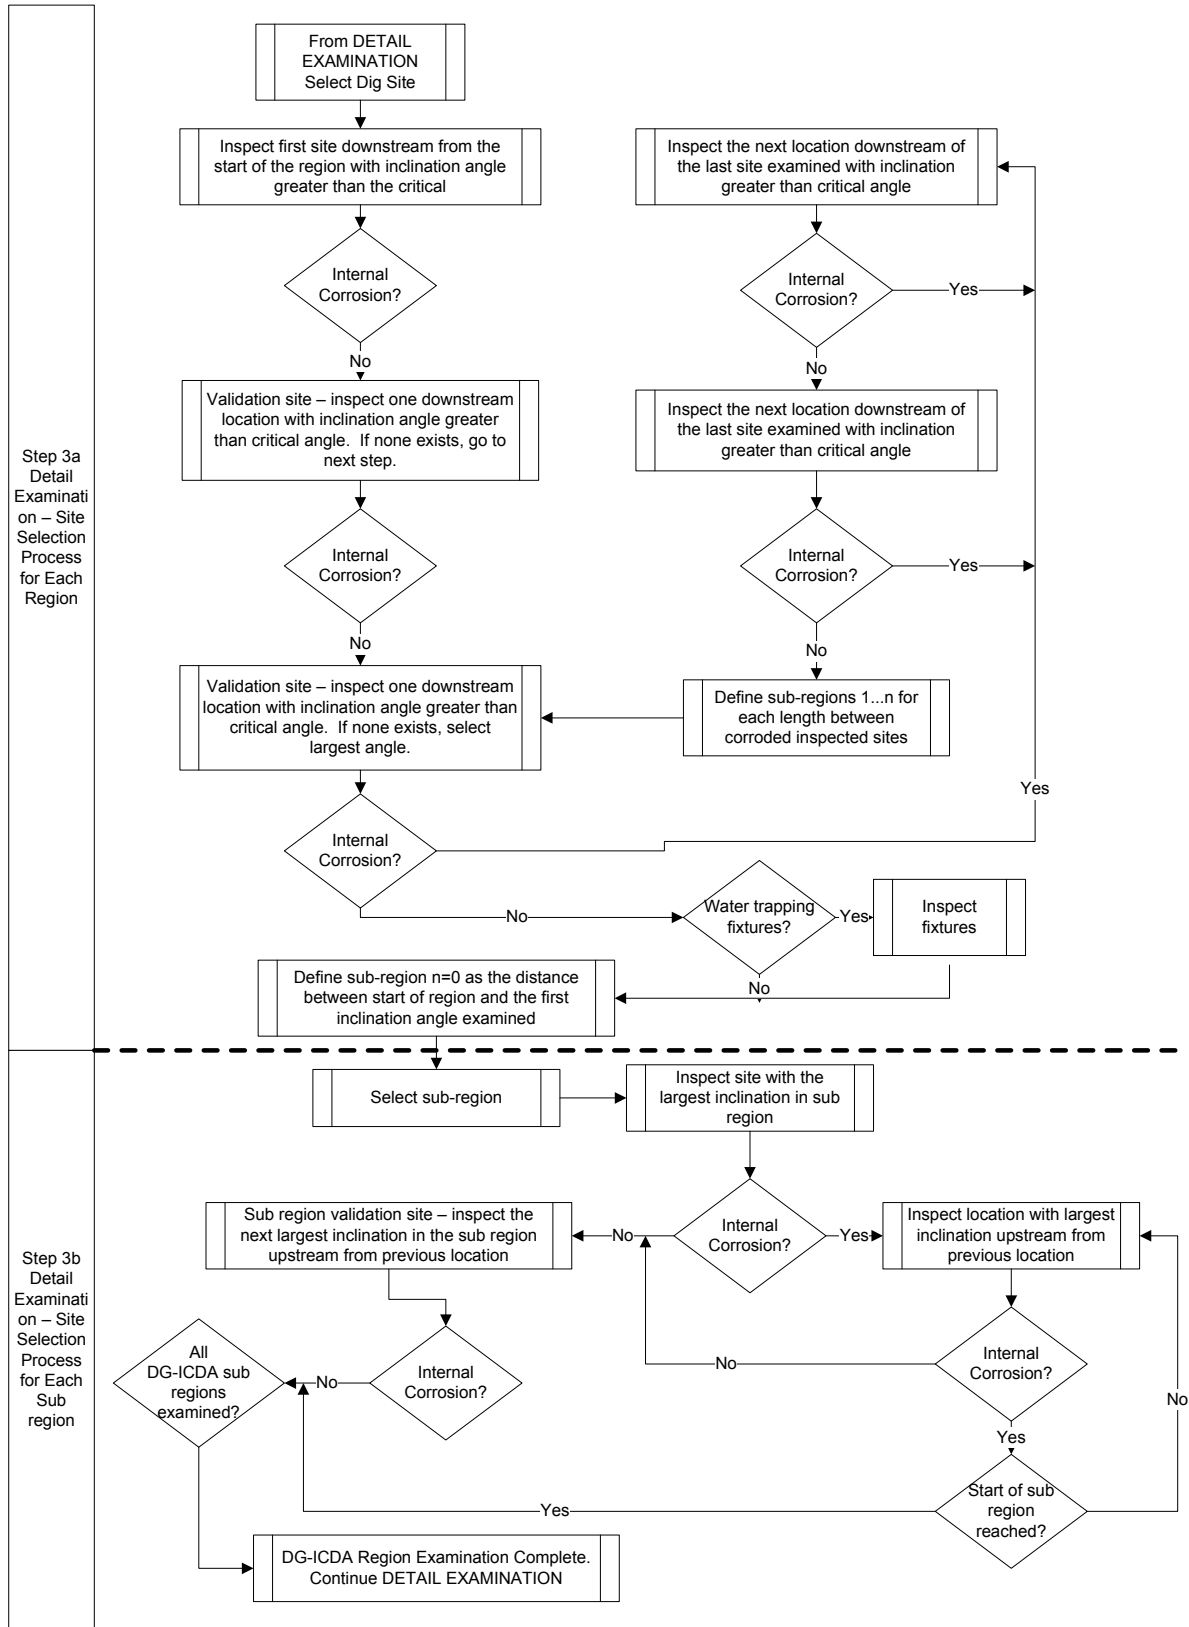 From DETAIL
EXAMINATION
Select Dig Site
Inspect first site downstream from the
start of the region with inclination angle
greater than the critical
Internal
Corrosion?
No
Validation site – inspect one downstream
location with inclination angle greater
than critical angle.  If none exists, go to
next step.
Internal
Corrosion?
No
Validation site – inspect one downstream
location with inclination angle greater than
critical angle.  If none exists, select
largest angle.
Internal
Corrosion?
No
Inspect the next location downstream of
the last site examined with inclination
greater than critical angle
Internal
Corrosion?
Yes
No
Inspect the next location downstream of
the last site examined with inclination
greater than critical angle
Internal
Corrosion?
Yes
No
Define sub-regions 1...n for
each length between
corroded inspected sites
Yes
Water trapping
fixtures?
Yes
Inspect
fixtures
No
Define sub-region n=0 as the distance
between start of region and the first
inclination angle examined
Step 3a
Detail
Examinati
on – Site
Selection
Process
for Each
Region
Select sub-region
Inspect site with the
largest inclination in sub
region
Internal
Corrosion?
No
Yes
Sub region validation site – inspect the
next largest inclination in the sub region
upstream from previous location
Inspect location with largest
inclination upstream from
previous location
Internal
Corrosion?
No
Yes
Internal
Corrosion?
No
All
DG-ICDA sub
regions
examined?
Start of sub
region
reached?
Yes
No
DG-ICDA Region Examination Complete.
Continue DETAIL EXAMINATION
Step 3b
Detail
Examinati
on – Site
Selection
Process
for Each
Sub
region